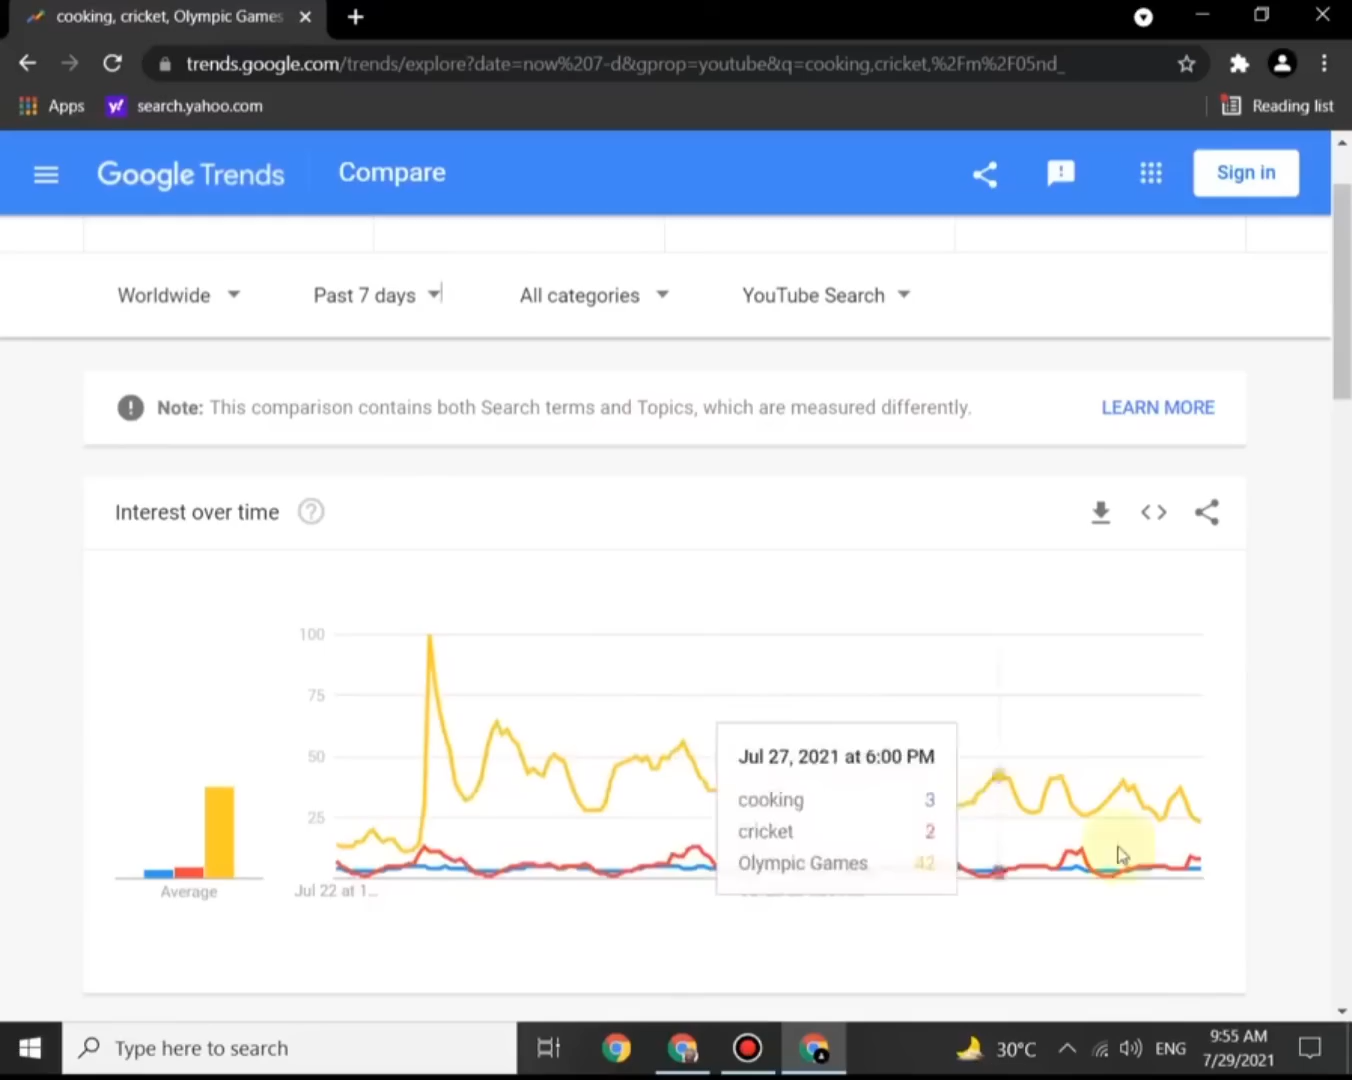 cooking, cricket, Olympic Games
trends.google.com/trends/explore?date=now%207-d&gprop=youtube&q=cooking,cricket,%2Fm%2F05nd_
Apps
y!
search.yahoo.com
Reading list
Google Trends
Compare
Sign in
Worldwide
Past 7 days
All categories
YouTube Search
Note: This comparison contains both Search terms and Topics, which are measured differently.
LEARN MORE
Interest over time
100
75
50
25
Average
Jul 22 at 1...
Jul 27, 2021 at 6:00 PM
cooking 3
cricket 2
Olympic Games 42
Type here to search
30°C
ENG
9:55 AM
7/29/2021